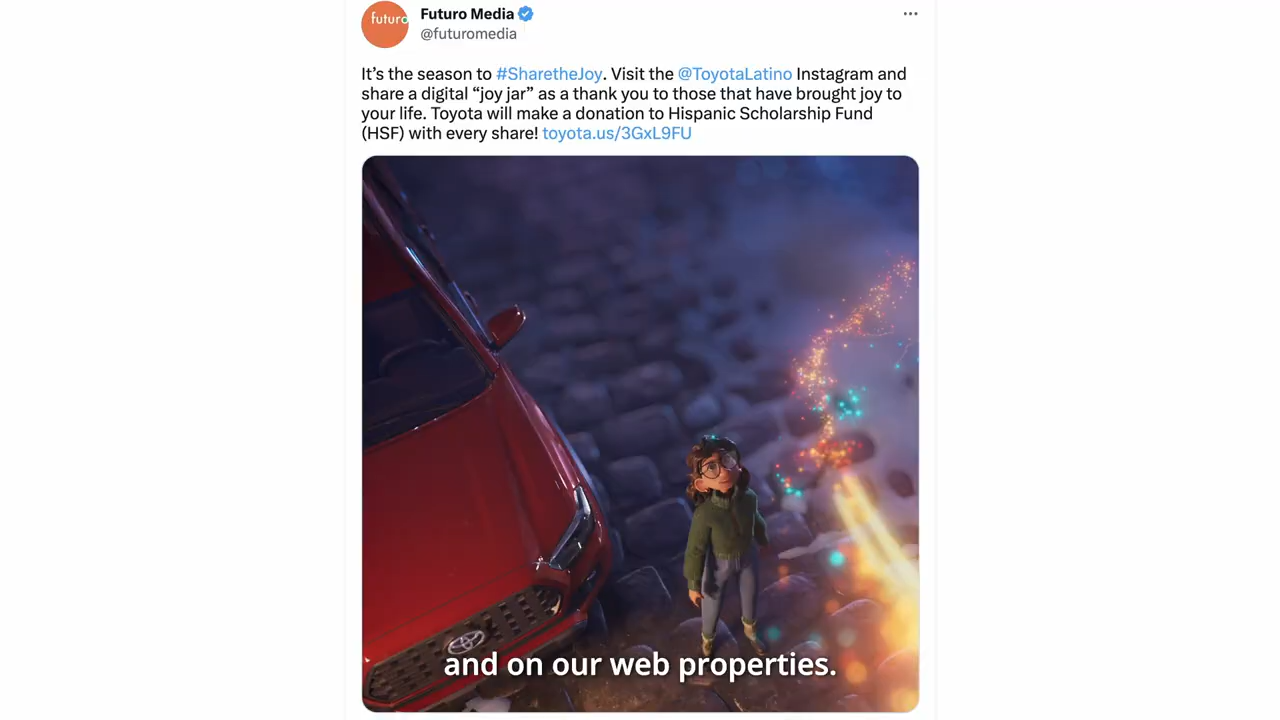 futuro
Futuro Media
@futuromedia
It’s the season to #SharetheJoy. Visit the @ToyotaLatino Instagram and
share a digital “joy jar” as a thank you to those that have brought joy to
your life. Toyota will make a donation to Hispanic Scholarship Fund
(HSF) with every share! toyota.us/3GxL9FU
and on our web properties.